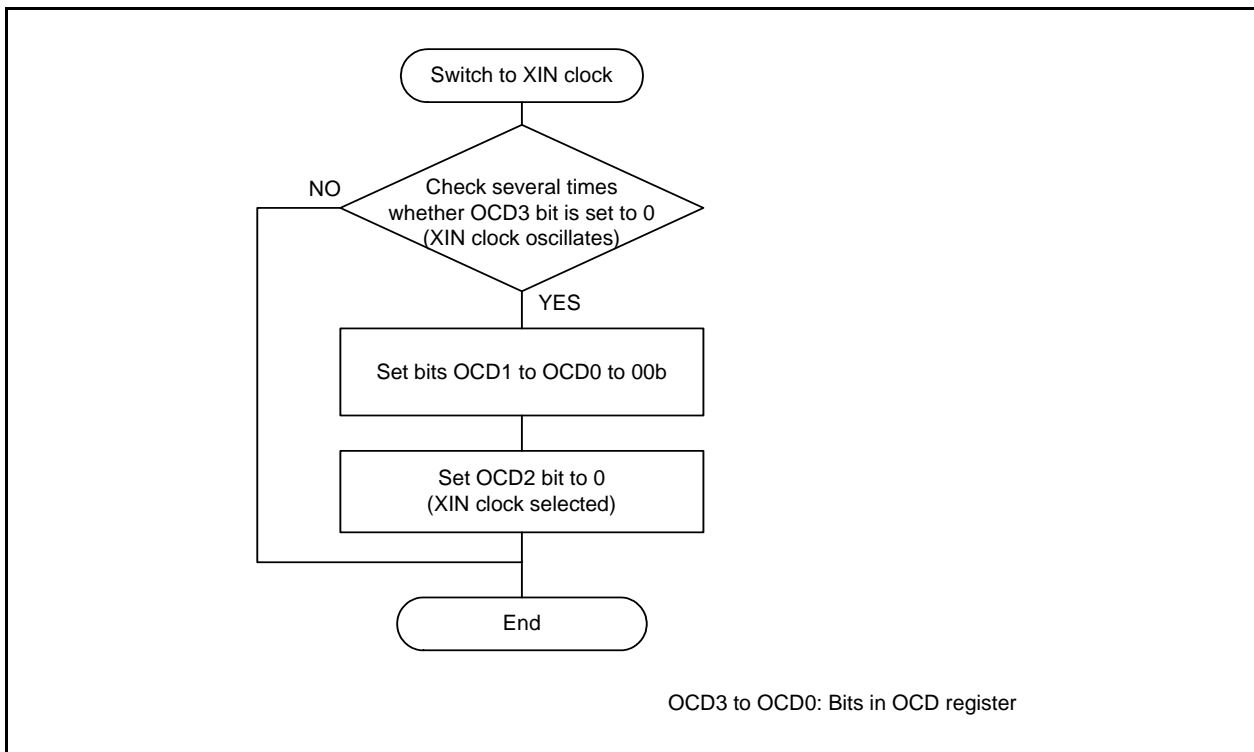 Switch to XIN clock
NO
Check several times
whether OCD3 bit is set to 0
(XIN clock oscillates)
YES
Set bits OCD1 to OCD0 to 00b
Set OCD2 bit to 0
(XIN clock selected)
End
OCD3 to OCD0: Bits in OCD register